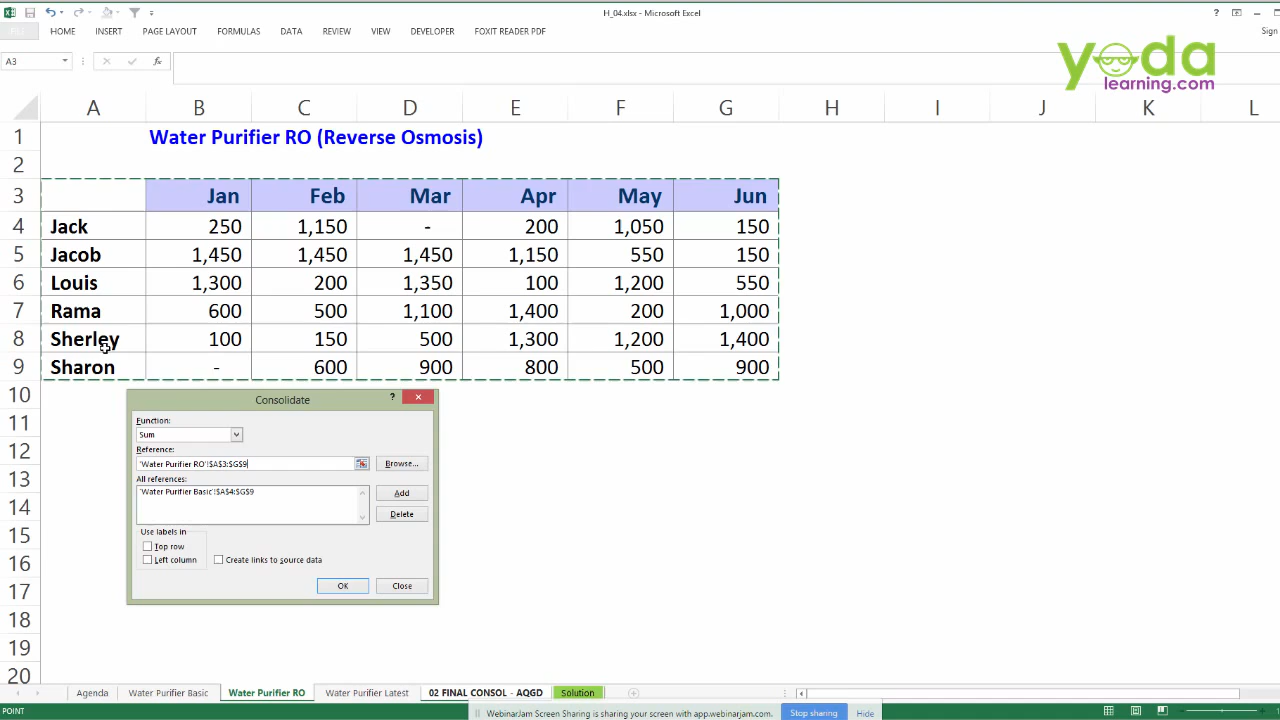 H_04.xlsx - Microsoft Excel
?
FILE HOME INSERT PAGE LAYOUT FORMULAS DATA REVIEW VIEW DEVELOPER FOXIT READER PDF Sign
A3 fx
yoda
learning.com
A B C D E F G H I J K L
1 Water Purifier RO (Reverse Osmosis)
2
3 Jan Feb Mar Apr May Jun
4 Jack 250 1,150 - 200 1,050 150
5 Jacob 1,450 1,450 1,450 1,150 550 150
6 Louis 1,300 200 1,350 100 1,200 550
7 Rama 600 500 1,100 1,400 200 1,000
8 Sherley 100 150 500 1,300 1,200 1,400
9 Sharon - 600 900 800 500 900
10
11
12
13
14
15
16
17
18
19
20
Consolidate ?
Function:
Sum
Reference:
'Water Purifier RO'!$A$3:$G$9 Browse...
All references:
'Water Purifier Basic'!$A$4:$G$9
Add
Delete
Use labels in
Top row
Left column Create links to source data
OK Close
Agenda Water Purifier Basic Water Purifier RO Water Purifier Latest 02 FINAL CONSOL - AQGD Solution
POINT
WebinarJam Screen Sharing is sharing your screen with app.webinarjam.com. Stop sharing Hide